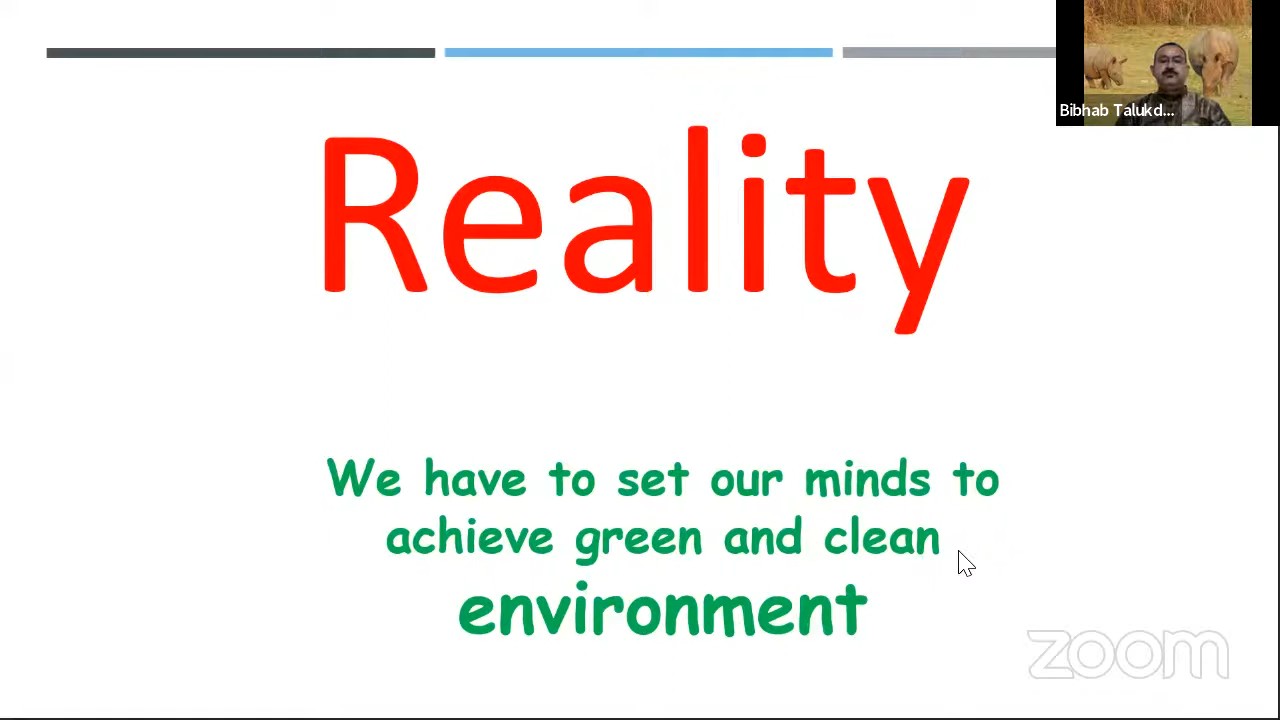 Bibhab Talukd...
Reality
We have to set our minds to
achieve green and clean
environment
zoom